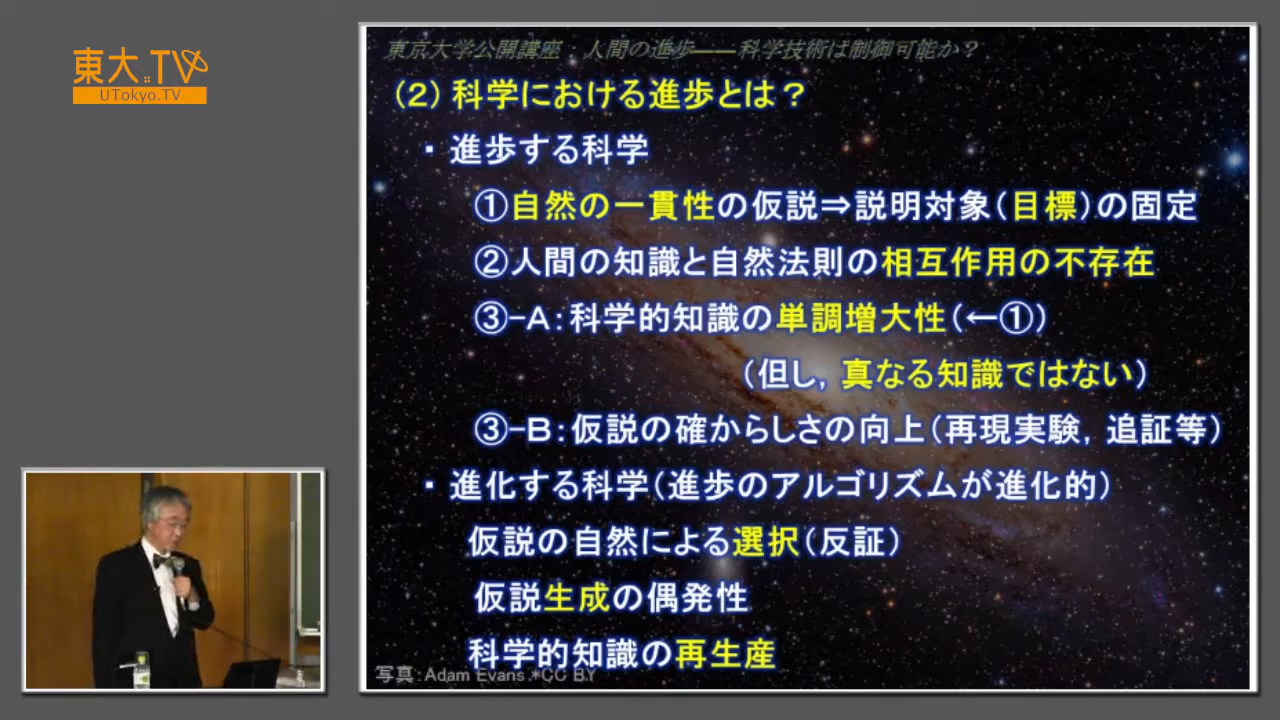 東大.TV
UTokyo.TV
東京大学公開講座・人間の進歩――科学技術は制御可能か？
（２）科学における進歩とは？
・進歩する科学
①自然の一貫性の仮説⇒説明対象（目標）の固定
②人間の知識と自然法則の相互作用の不存在
③−Ａ：科学的知識の単調増大性（←①）
（但し，真なる知識ではない）
③−Ｂ：仮説の確からしさの向上（再現実験，追証等）
・進化する科学（進歩のアルゴリズムが進化的）
仮説の自然による選択（反証）
仮説生成の偶発性
科学的知識の再生産
写真：Adam Evans *CC BY